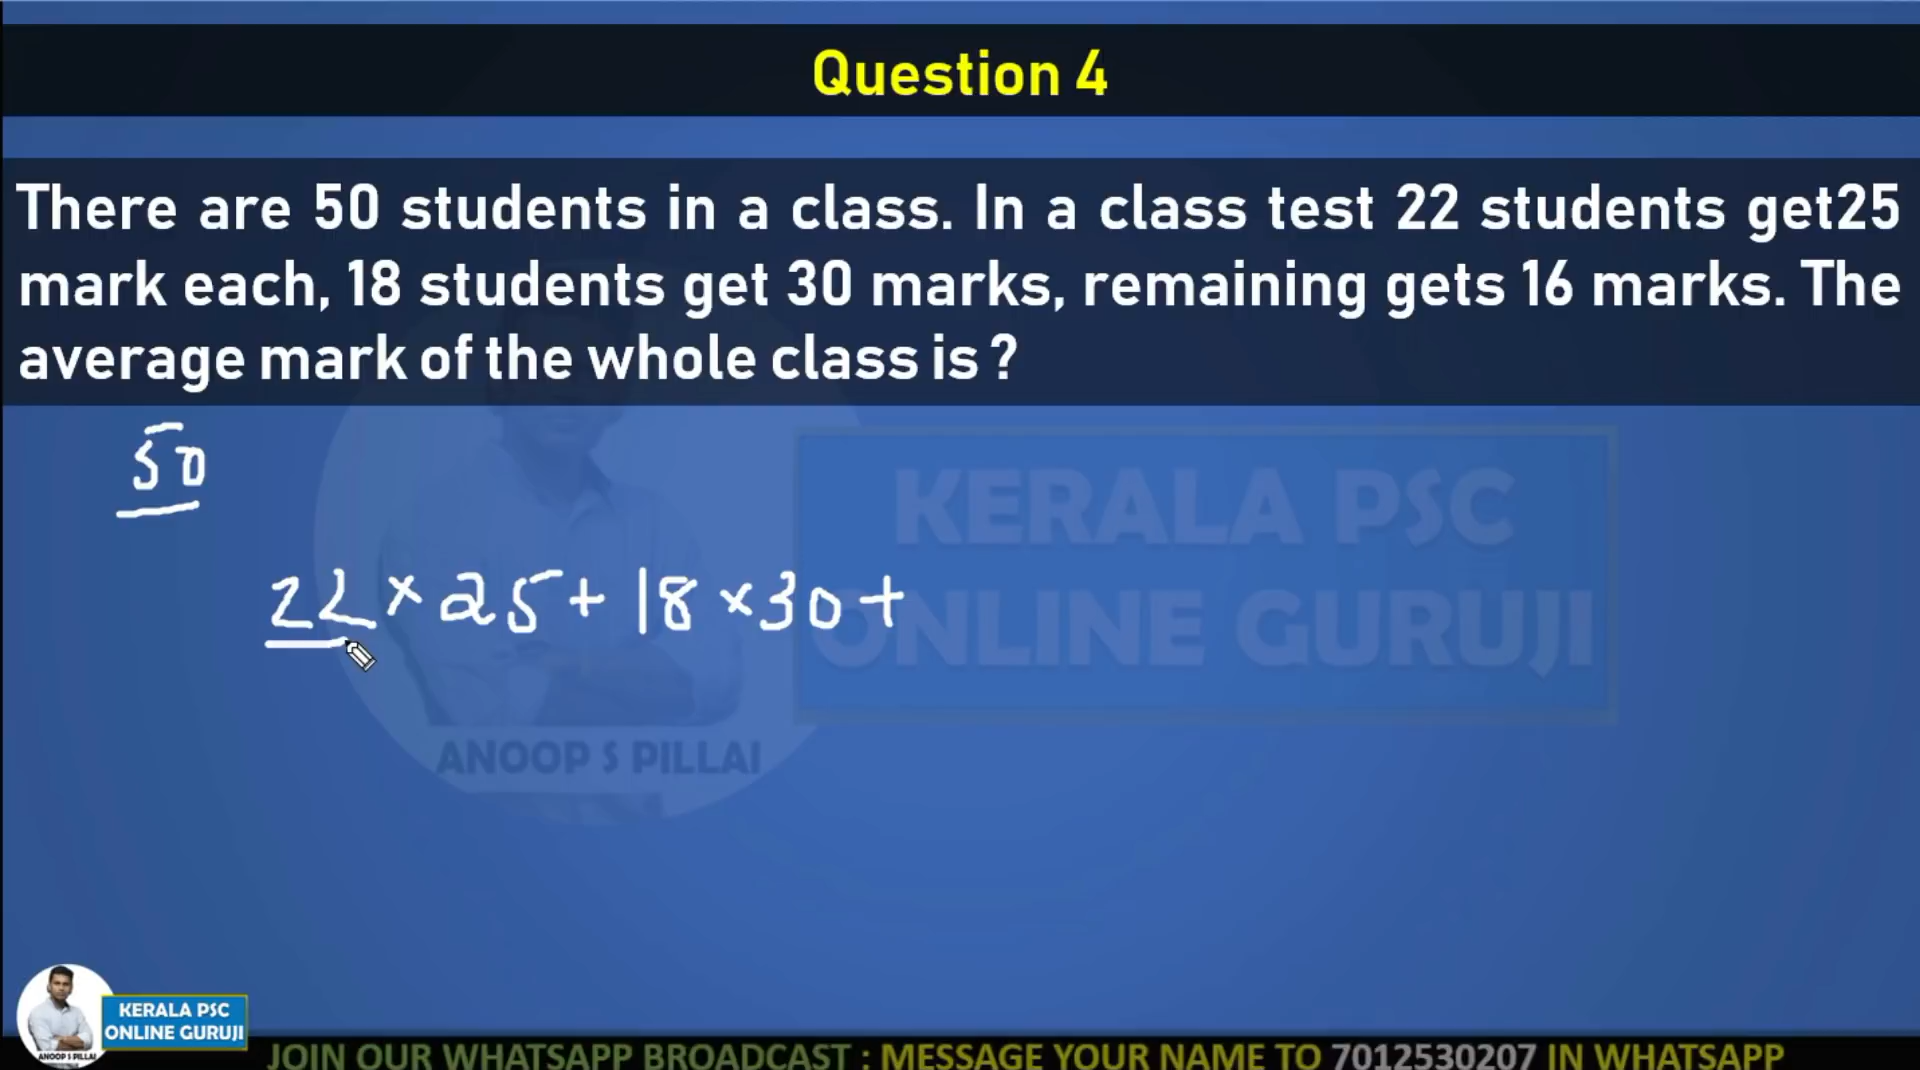 Question 4
There are 50 students in a class. In a class test 22 students get25
mark each, 18 students get 30 marks, remaining gets 16 marks. The
average mark of the whole class is ?
50
22 × 25 + 18 × 30 +
KERALA PSC
ONLINE GURUJI
ANOOP S PILLAI
KERALA PSC
ONLINE GURUJI
ANOOP S PILLAI
JOIN OUR WHATSAPP BROADCAST : MESSAGE YOUR NAME TO 7012530207 IN WHATSAPP